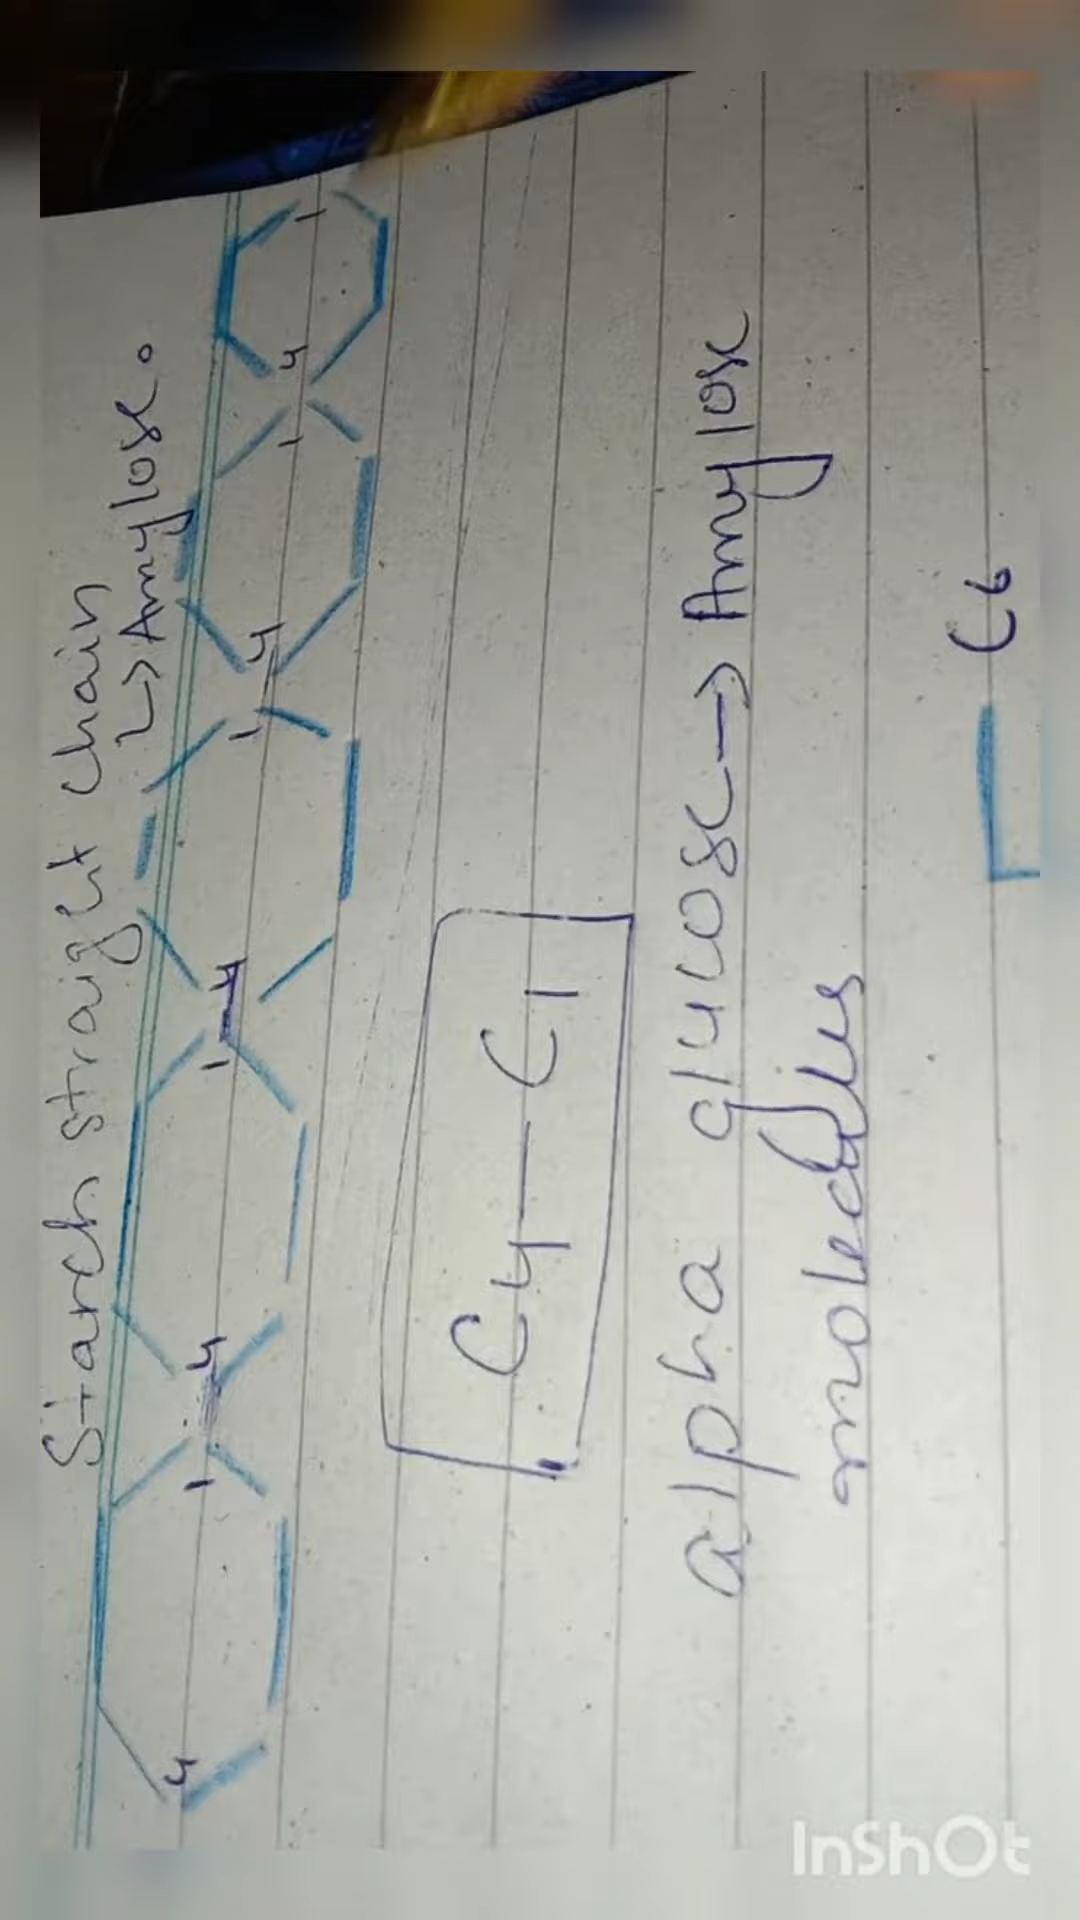 Starch straight chain
↳ Amylose.
4 1 4 1 4 1 4 1 4 1
C4 — C1
alpha glucose → Amylose
molecules
C6
InShOt